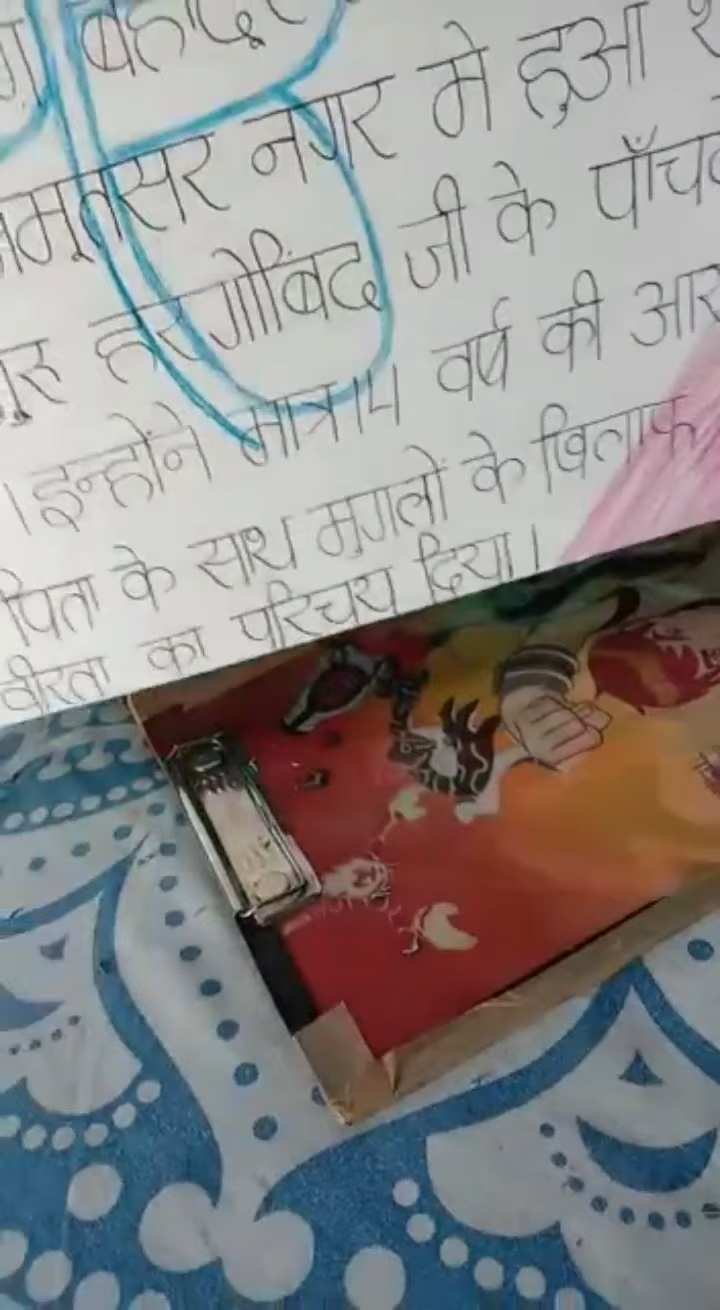 बहादुर
अमृतसर नगर मे हुआ
गुरु हरगोबिंद जी के
।इन्होंने मात्र 14 वर्ष की
पिता के साथ मुगलों के खिलाफ
वीरता का परिचय दिया।